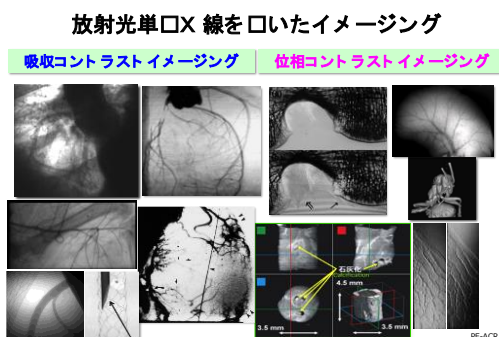 放射光単□X 線を□いたイメージング
吸収コントラスト イメージング
位相コントラスト イメージング
石灰化
Calcification
4.5 mm
3.5 mm
3.5 mm
PF-ACR